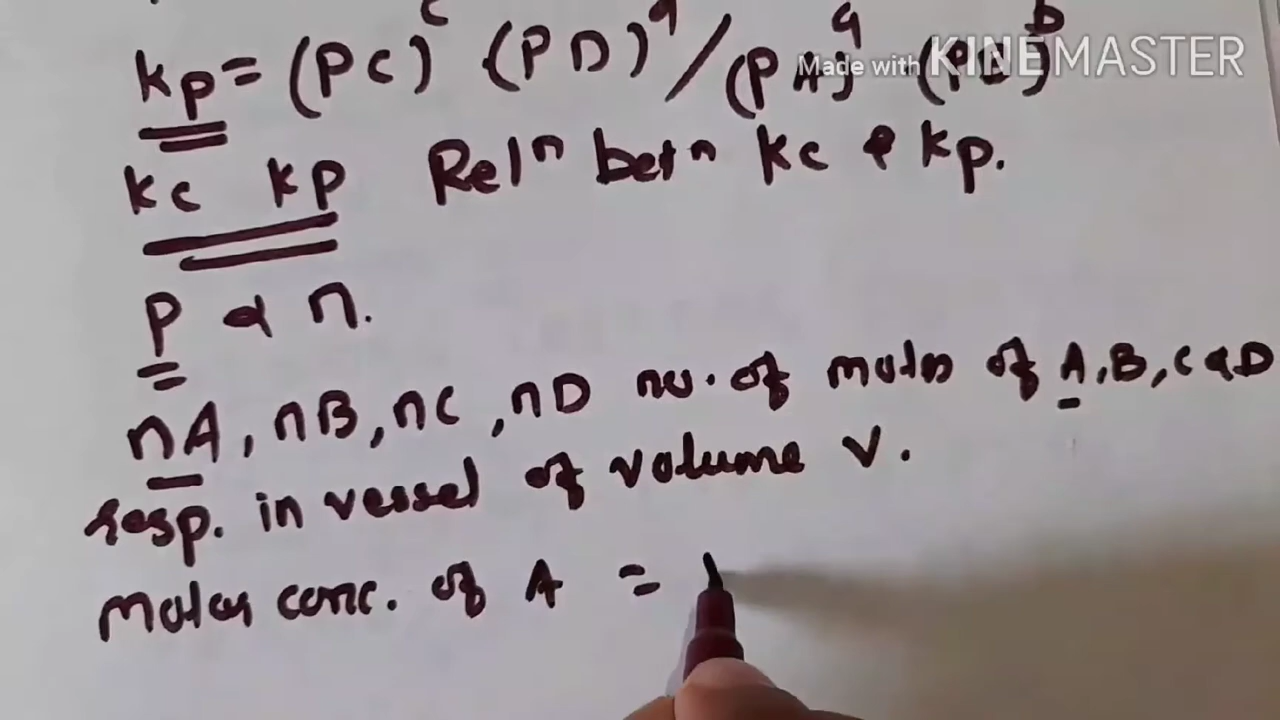 kp = (PC)^c (PD)^d / (PA)^a . (PB)^b
Made with KINEMASTER
kc kp Relⁿ betⁿ kc & kp.
P α n.
nA, nB, nC, nD no. of moles of A, B, C & D
resp. in vessel of volume V.
Molar conc. of A =